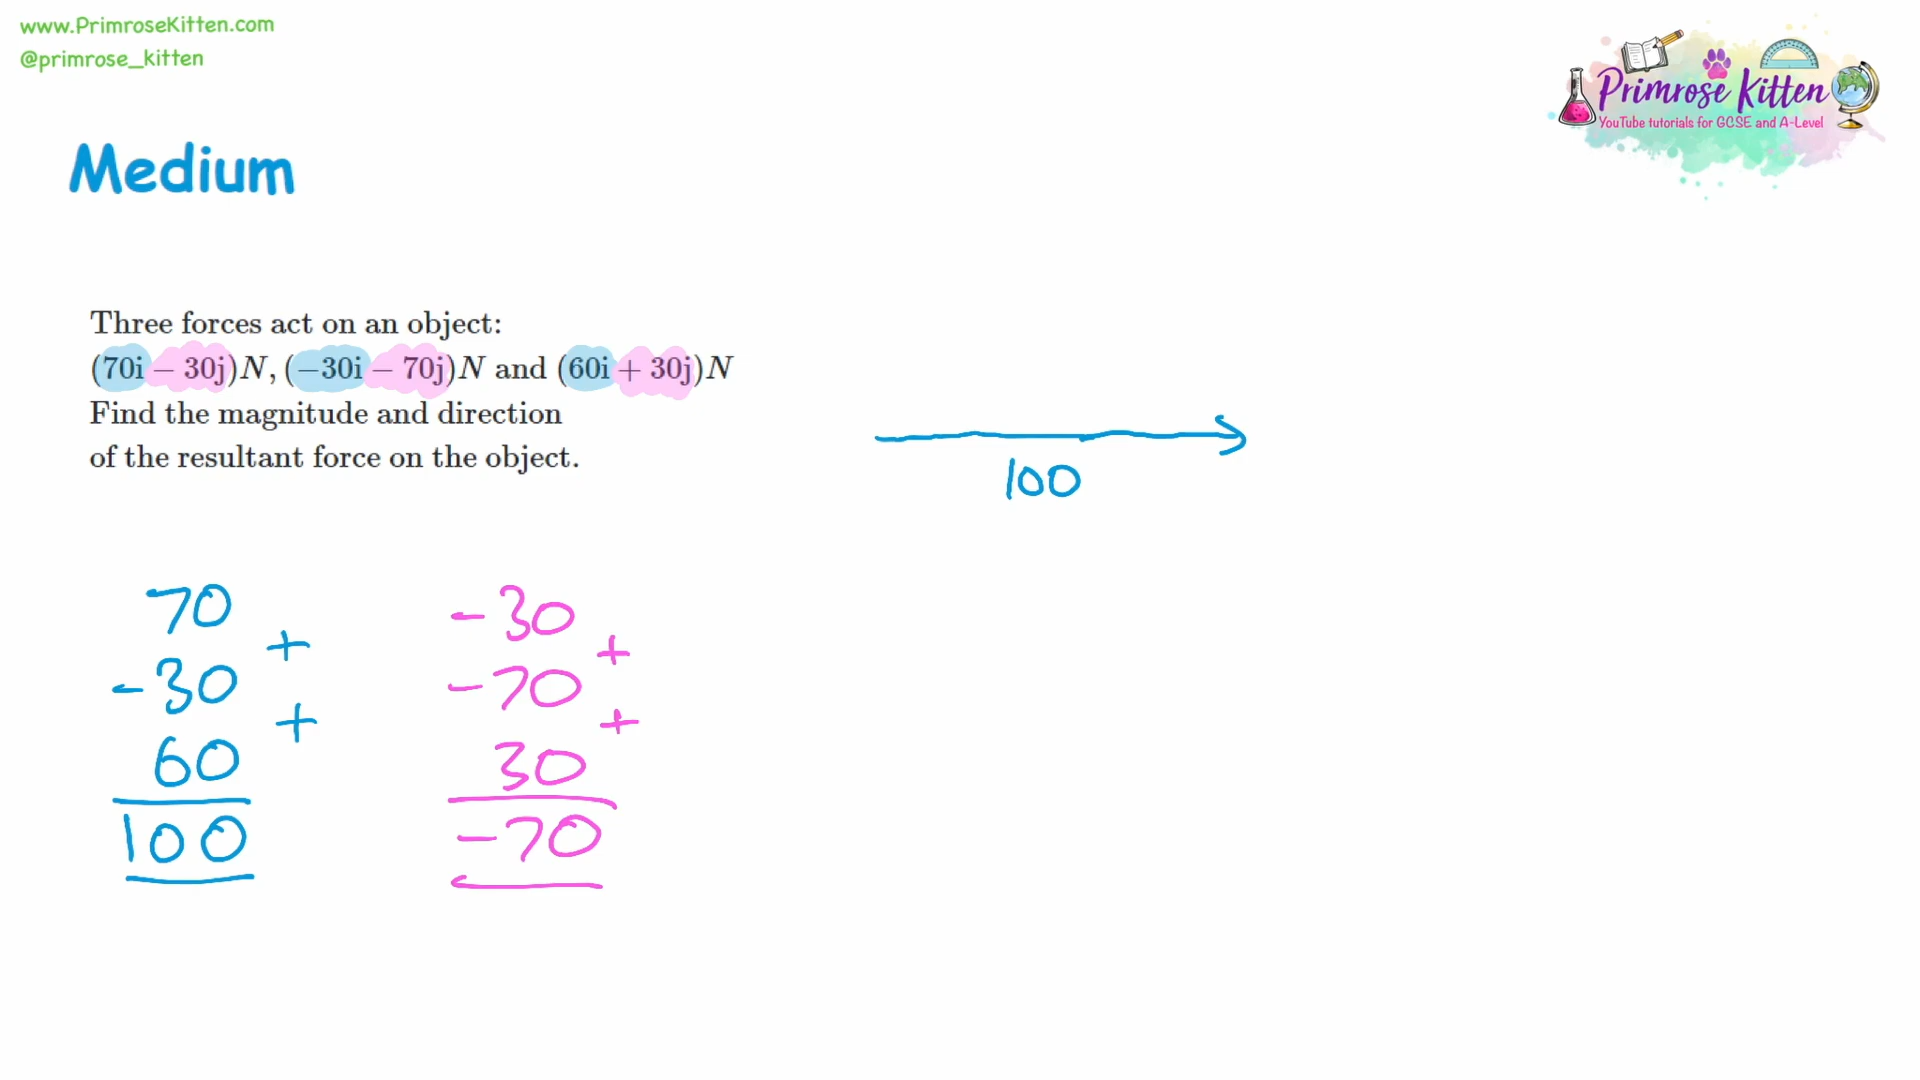 www.PrimroseKitten.com
@primrose_kitten
Primrose Kitten
YouTube tutorials for GCSE and A-Level
Medium
Three forces act on an object:
(70i − 30j)N, (−30i − 70j)N and (60i + 30j)N
Find the magnitude and direction
of the resultant force on the object.
100
70
+
-30
+
60
100
-30
+
-70
+
30
-70